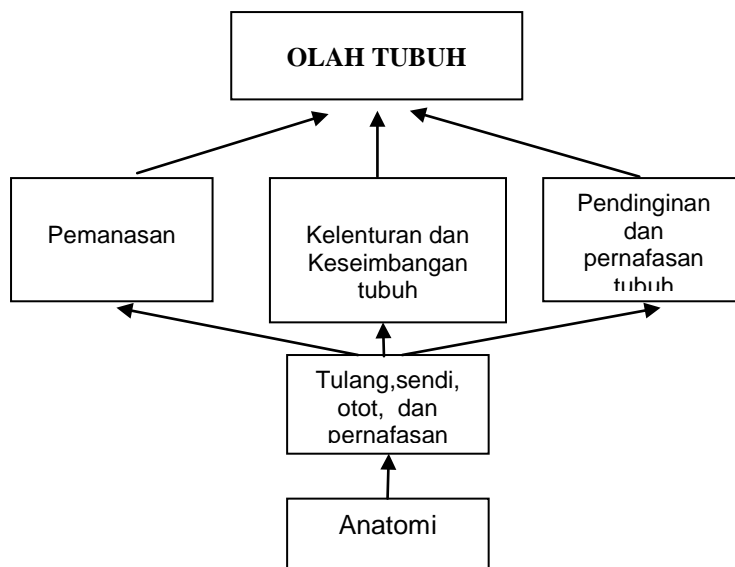 OLAH TUBUH
Pemanasan
Kelenturan dan
Keseimbangan
tubuh
Pendinginan
dan
pernafasan
tubuh
Tulang,sendi,
otot, dan
pernafasan
Anatomi